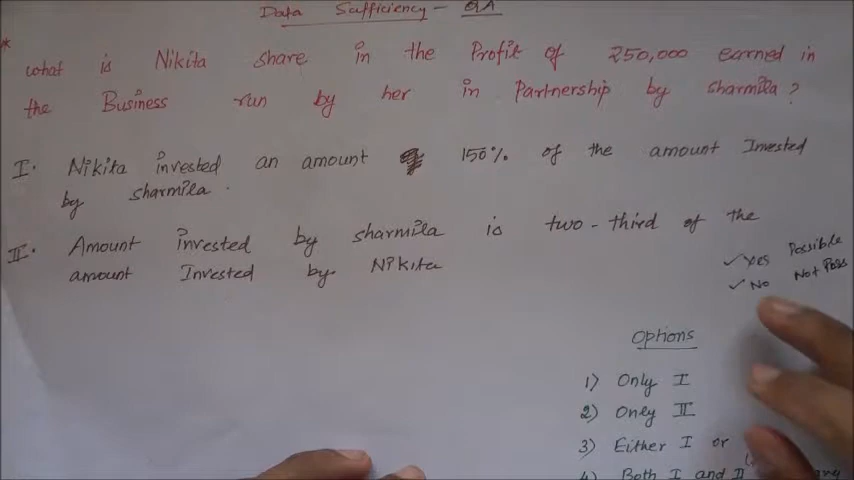 Data Sufficiency - QA
* what is Nikita share in the Profit of 250,000 earned in
the Business run by her in Partnership by sharmila?
I. Nikita invested an amount 150% of the amount Invested
by sharmila.
II. Amount invested by sharmila is two-third of the
amount Invested by Nikita
✓ Yes Possible
✓ No Not Poss
Options
1) Only I
2) Only II
3) Either I or
4) Both I and II